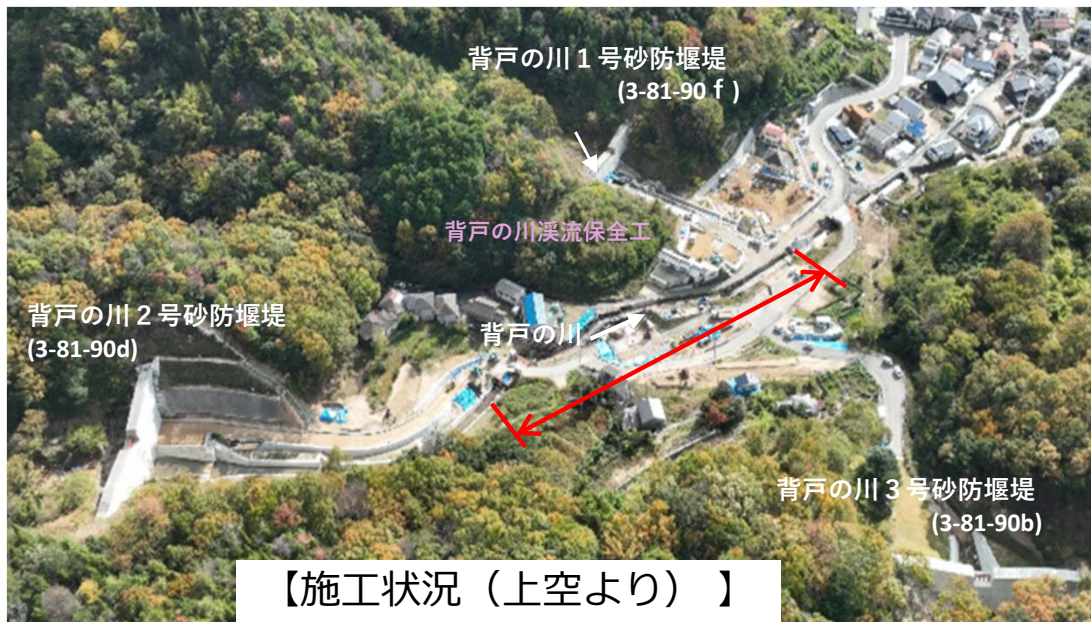 背戸の川１号砂防堰堤
(3-81-90ｆ)
背戸の川渓流保全工
背戸の川２号砂防堰堤
(3-81-90d)
背戸の川
背戸の川３号砂防堰堤
(3-81-90b)
【施工状況（上空より） 】